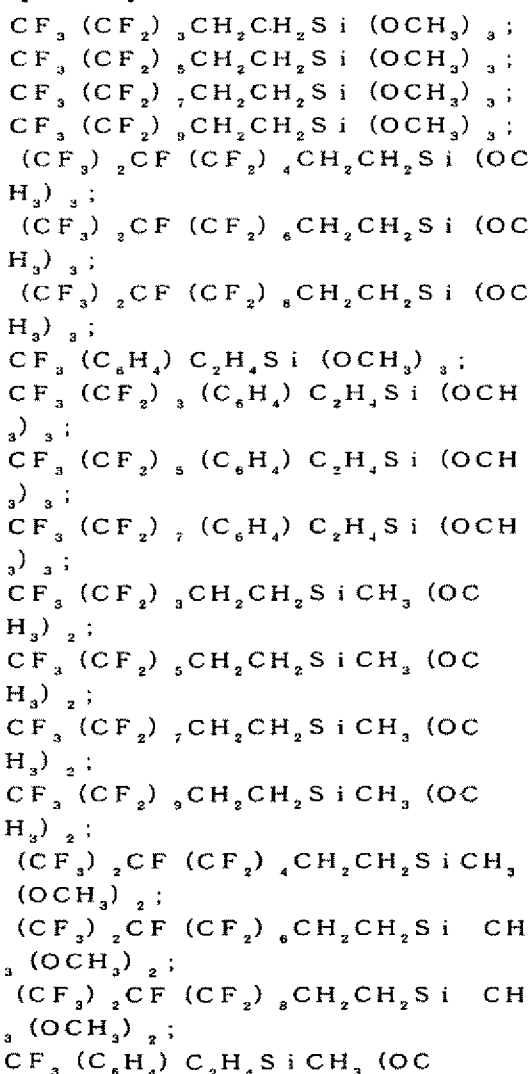 CF₃ (CF₂) ₃CH₂CH₂Si (OCH₃) ₃;
CF₃ (CF₂) ₅CH₂CH₂Si (OCH₃) ₃;
CF₃ (CF₂) ₇CH₂CH₂Si (OCH₃) ₃;
CF₃ (CF₂) ₉CH₂CH₂Si (OCH₃) ₃;
(CF₃) ₂CF (CF₂) ₄CH₂CH₂Si (OC
H₃) ₃;
(CF₃) ₂CF (CF₂) ₆CH₂CH₂Si (OC
H₃) ₃;
(CF₃) ₂CF (CF₂) ₈CH₂CH₂Si (OC
H₃) ₃;
CF₃ (C₆H₄) C₂H₄Si (OCH₃) ₃;
CF₃ (CF₂) ₃ (C₆H₄) C₂H₄Si (OCH
₃) ₃;
CF₃ (CF₂) ₅ (C₆H₄) C₂H₄Si (OCH
₃) ₃;
CF₃ (CF₂) ₇ (C₆H₄) C₂H₄Si (OCH
₃) ₃;
CF₃ (CF₂) ₃CH₂CH₂SiCH₃ (OC
H₃) ₂;
CF₃ (CF₂) ₅CH₂CH₂SiCH₃ (OC
H₃) ₂;
CF₃ (CF₂) ₇CH₂CH₂SiCH₃ (OC
H₃) ₂;
CF₃ (CF₂) ₉CH₂CH₂SiCH₃ (OC
H₃) ₂;
(CF₃) ₂CF (CF₂) ₄CH₂CH₂SiCH₃
(OCH₃) ₂;
(CF₃) ₂CF (CF₂) ₆CH₂CH₂Si CH
₃ (OCH₃) ₂;
(CF₃) ₂CF (CF₂) ₈CH₂CH₂Si CH
₃ (OCH₃) ₂;
CF₃ (C₆H₄) C₂H₄SiCH₃ (OC